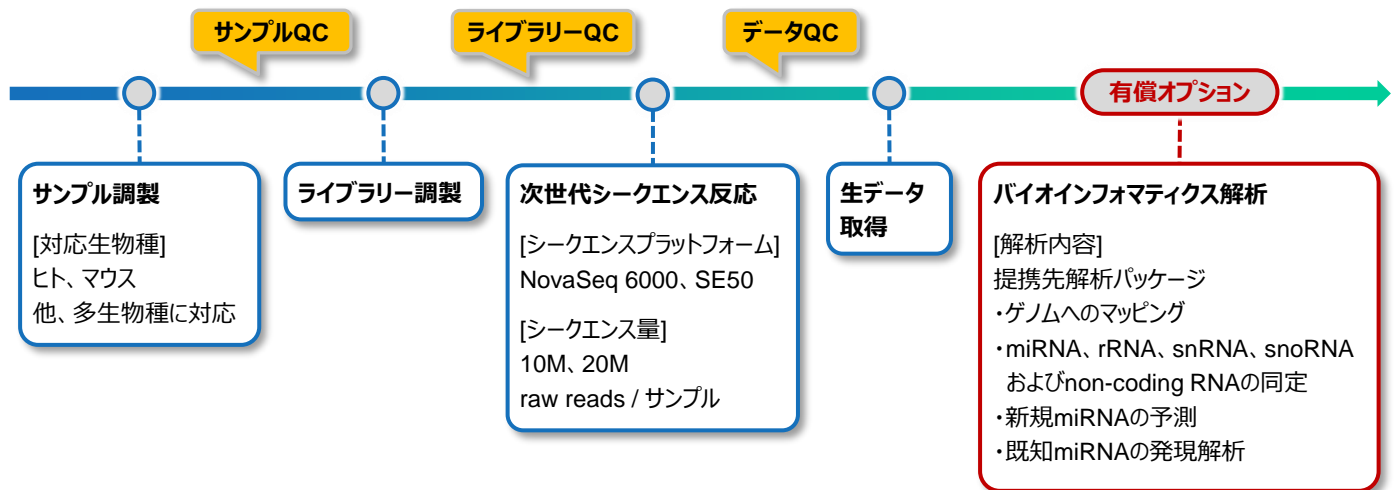 サンプルQC
ライブラリーQC
データQC
有償オプション
サンプル調製
[対応生物種]
ヒト、マウス
他、多生物種に対応
ライブラリー調製
次世代シークエンス反応
[シークエンスプラットフォーム]
NovaSeq 6000、SE50
[シークエンス量]
10M、20M
raw reads / サンプル
生データ
取得
バイオインフォマティクス解析
[解析内容]
提携先解析パッケージ
・ゲノムへのマッピング
・miRNA、rRNA、snRNA、snoRNA
およびnon-coding RNAの同定
・新規miRNAの予測
・既知miRNAの発現解析